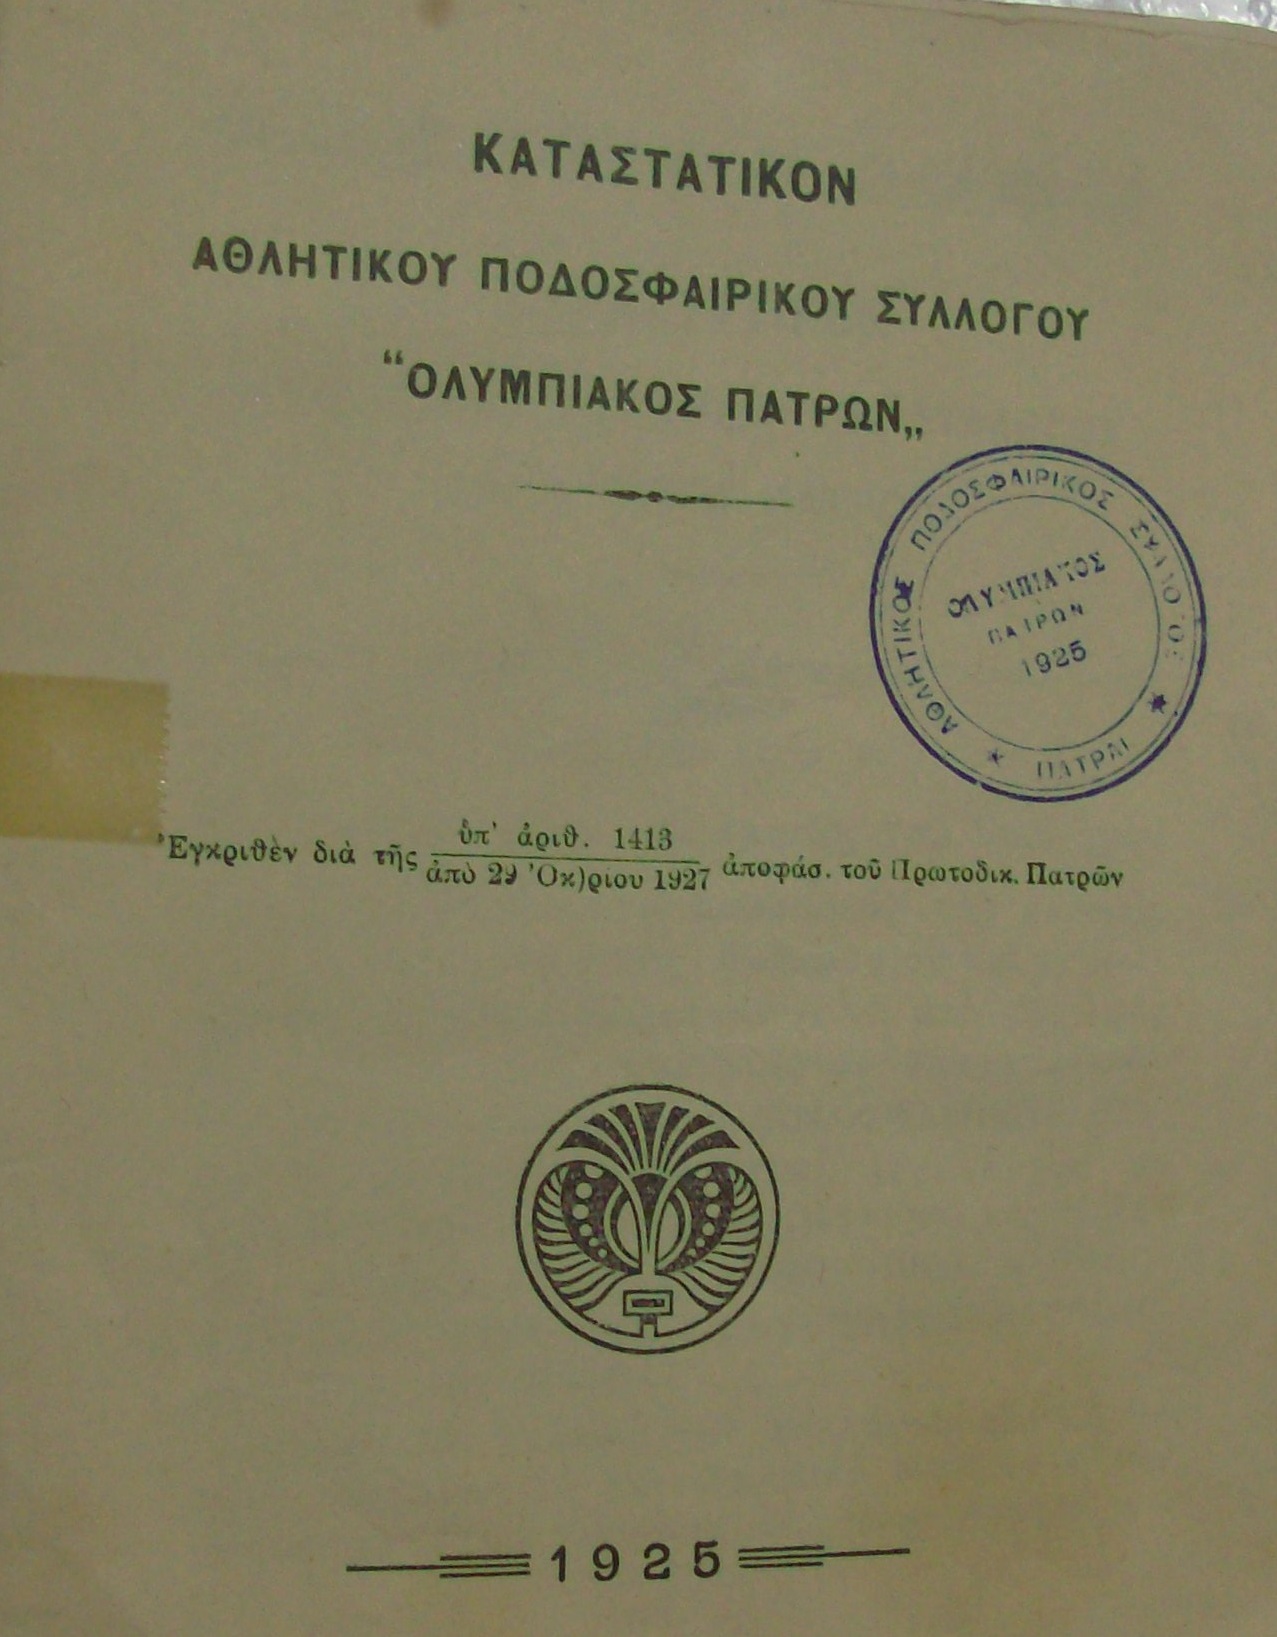 ΚΑΤΑΣΤΑΤΙΚΟΝ
ΑΘΛΗΤΙΚΟΥ ΠΟΔΟΣΦΑΙΡΙΚΟΥ ΣΥΛΛΟΓΟΥ
“ΟΛΥΜΠΙΑΚΟΣ ΠΑΤΡΩΝ„
ΑΘΛΗΤΙΚΟΣ ΠΟΔΟΣΦΑΙΡΙΚΟΣ ΣΥΛΛΟΓΟΣ
ΟΛΥΜΠΙΑΚΟΣ
ΠΑΤΡΩΝ
1925
ΠΑΤΡΑΙ
Ἐγκριθὲν διὰ τῆς ὑπ' ἀριθ. 1413 ἀπὸ 29 Ὀκ)ρίου 1927 ἀποφάσ. τοῦ Πρωτοδικ. Πατρῶν
1925